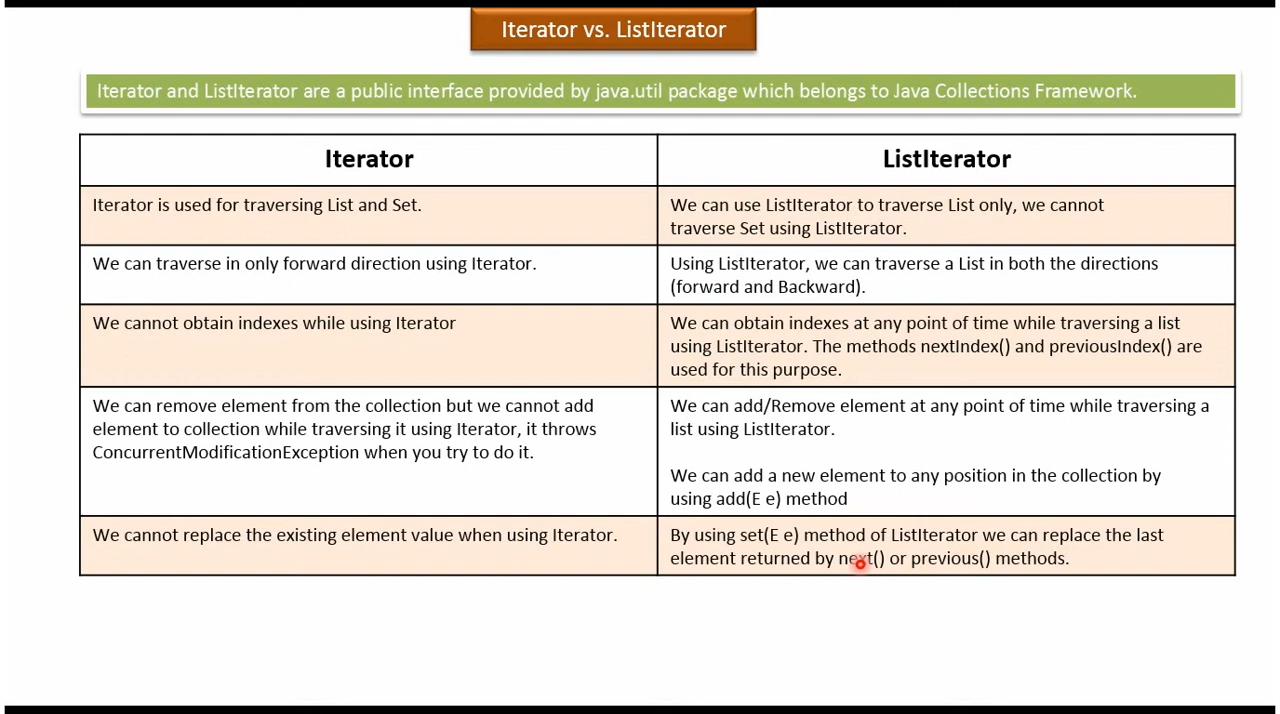 Iterator vs. ListIterator
Iterator and ListIterator are a public interface provided by java.util package which belongs to Java Collections Framework.
Iterator
ListIterator
Iterator is used for traversing List and Set.
We can use ListIterator to traverse List only, we cannot
traverse Set using ListIterator.
We can traverse in only forward direction using Iterator.
Using ListIterator, we can traverse a List in both the directions
(forward and Backward).
We cannot obtain indexes while using Iterator
We can obtain indexes at any point of time while traversing a list
using ListIterator. The methods nextIndex() and previousIndex() are
used for this purpose.
We can remove element from the collection but we cannot add
element to collection while traversing it using Iterator, it throws
ConcurrentModificationException when you try to do it.
We can add/Remove element at any point of time while traversing a
list using ListIterator.
We can add a new element to any position in the collection by
using add(E e) method
We cannot replace the existing element value when using Iterator.
By using set(E e) method of ListIterator we can replace the last
element returned by next() or previous() methods.